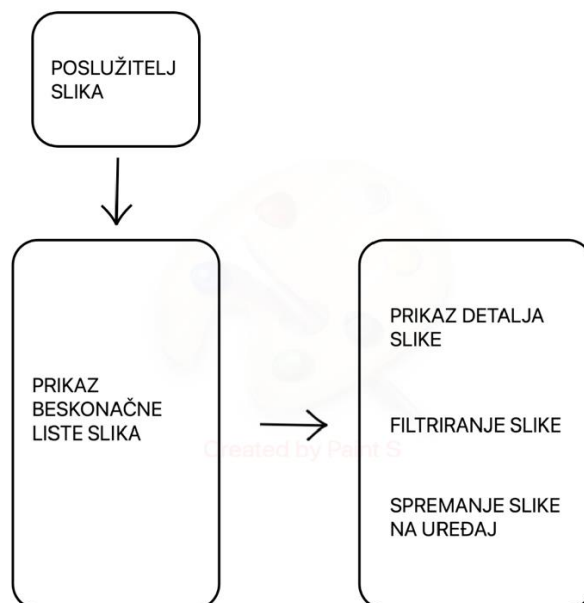 POSLUŽITELJ
SLIKA
PRIKAZ
BESKONAČNE
LISTE SLIKA
PRIKAZ DETALJA
SLIKE
FILTRIRANJE SLIKE
SPREMANJE SLIKE
NA UREĐAJ
Created by Paint S